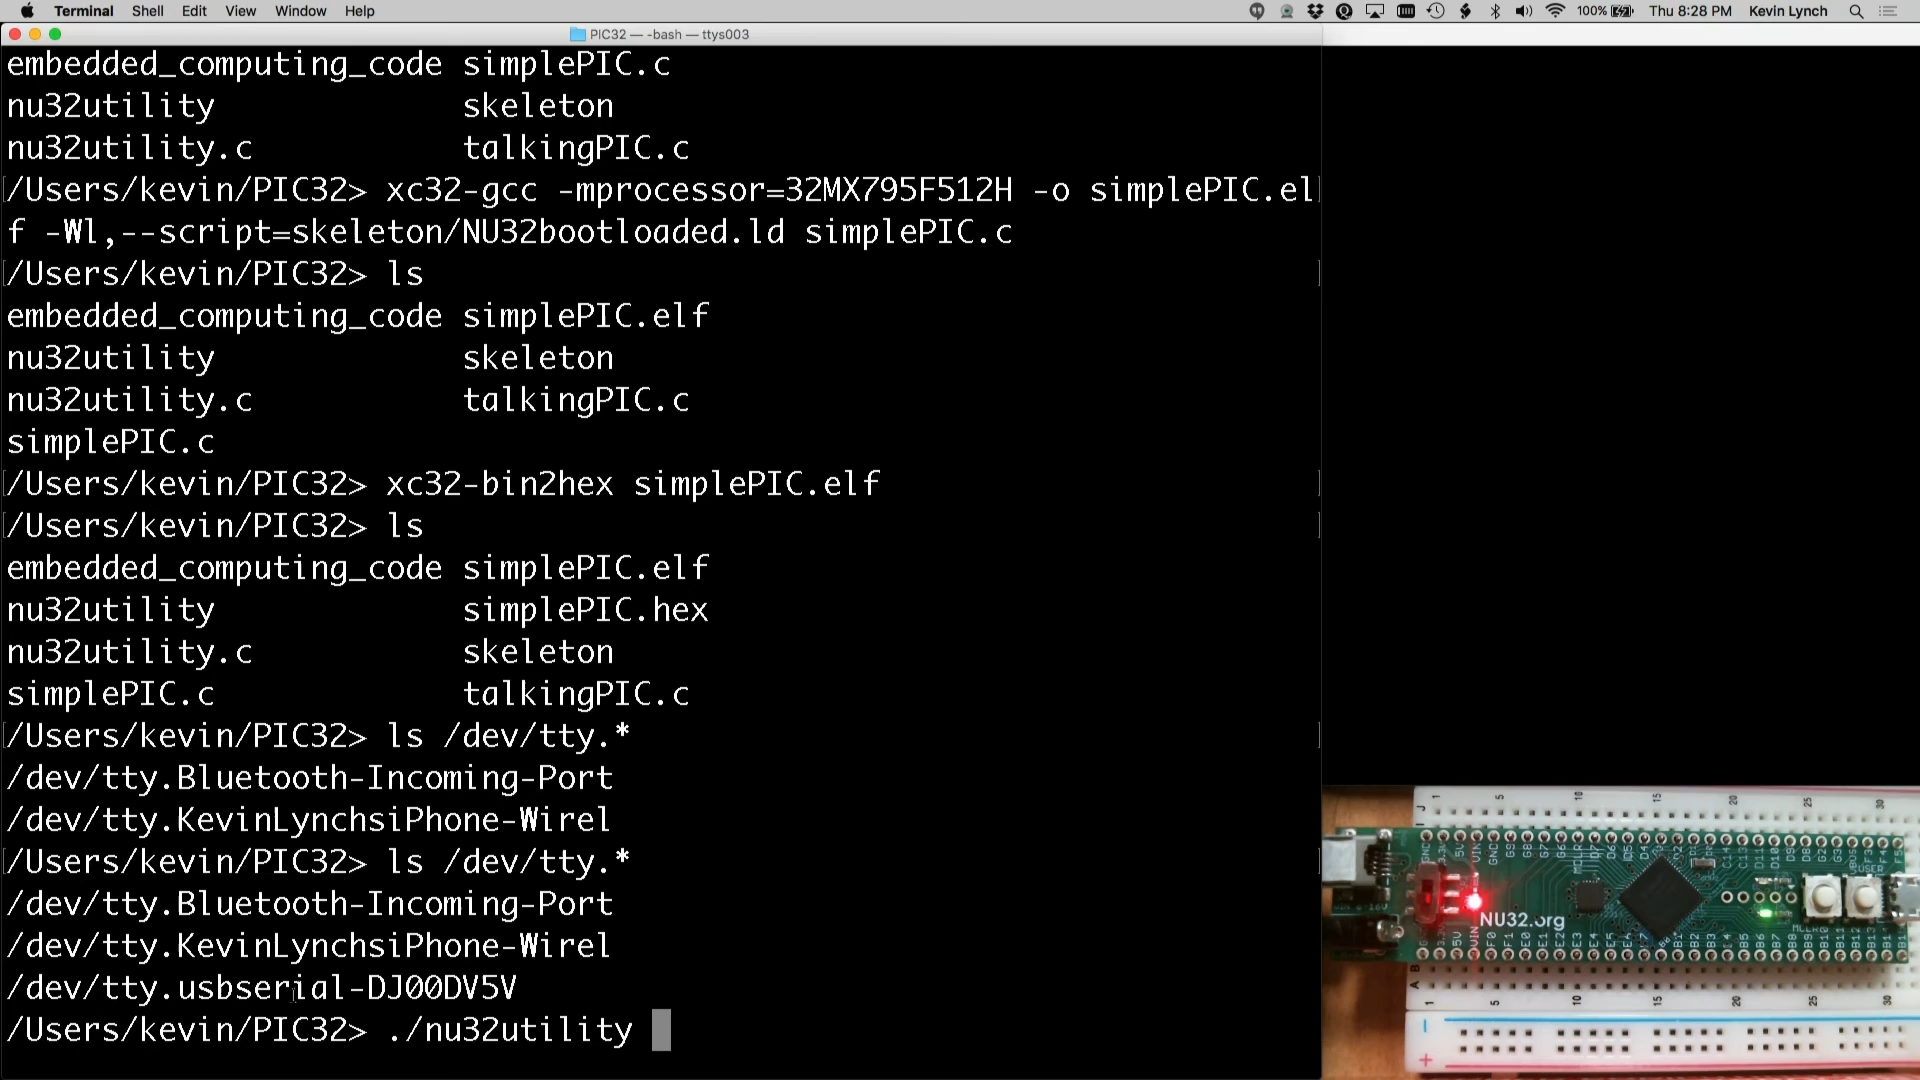 Terminal Shell Edit View Window Help 100% Thu 8:28 PM Kevin Lynch
PIC32 — -bash — ttys003
embedded_computing_code simplePIC.c
nu32utility skeleton
nu32utility.c talkingPIC.c
/Users/kevin/PIC32> xc32-gcc -mprocessor=32MX795F512H -o simplePIC.el
f -Wl,--script=skeleton/NU32bootloaded.ld simplePIC.c
/Users/kevin/PIC32> ls
embedded_computing_code simplePIC.elf
nu32utility skeleton
nu32utility.c talkingPIC.c
simplePIC.c
/Users/kevin/PIC32> xc32-bin2hex simplePIC.elf
/Users/kevin/PIC32> ls
embedded_computing_code simplePIC.elf
nu32utility simplePIC.hex
nu32utility.c skeleton
simplePIC.c talkingPIC.c
/Users/kevin/PIC32> ls /dev/tty.*
/dev/tty.Bluetooth-Incoming-Port
/dev/tty.KevinLynchsiPhone-Wirel
/Users/kevin/PIC32> ls /dev/tty.*
/dev/tty.Bluetooth-Incoming-Port
/dev/tty.KevinLynchsiPhone-Wirel
/dev/tty.usbserial-DJ00DV5V
/Users/kevin/PIC32> ./nu32utility
NU32.org